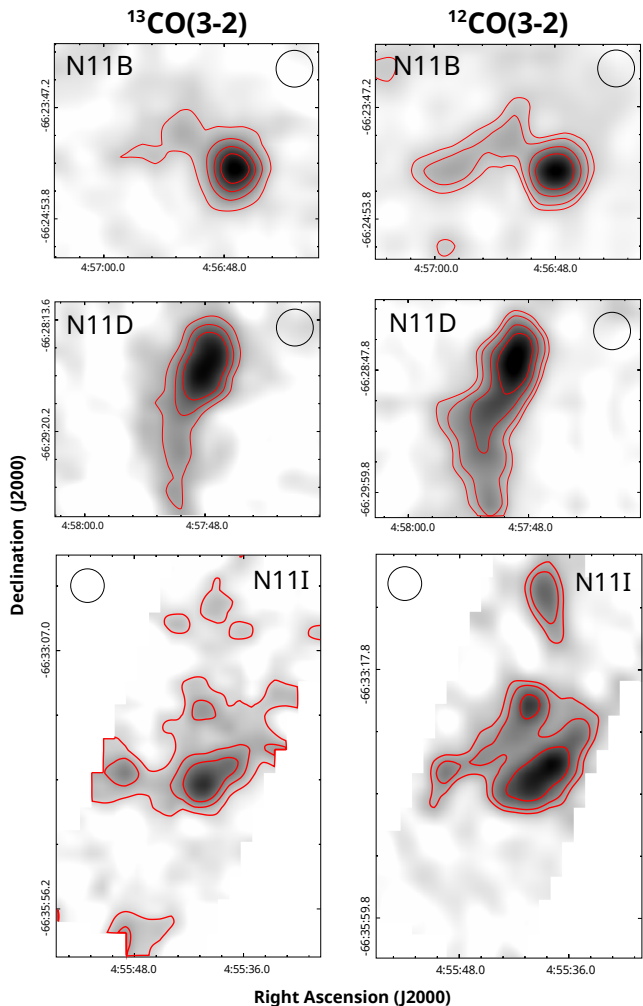 ¹³CO(3-2)
¹²CO(3-2)
N11B
-66:23:47.2
-66:24:53.8
4:57:00.0
4:56:48.0
N11B
-66:23:47.2
-66:24:53.8
4:57:00.0
4:56:48.0
N11D
-66:28:13.6
-66:29:20.2
4:58:00.0
4:57:48.0
N11D
-66:28:47.8
-66:29:59.8
4:58:00.0
4:57:48.0
Declination (J2000)
N11I
-66:33:07.0
-66:35:56.2
4:55:48.0
4:55:36.0
N11I
-66:33:17.8
-66:35:59.8
4:55:48.0
4:55:36.0
Right Ascension (J2000)